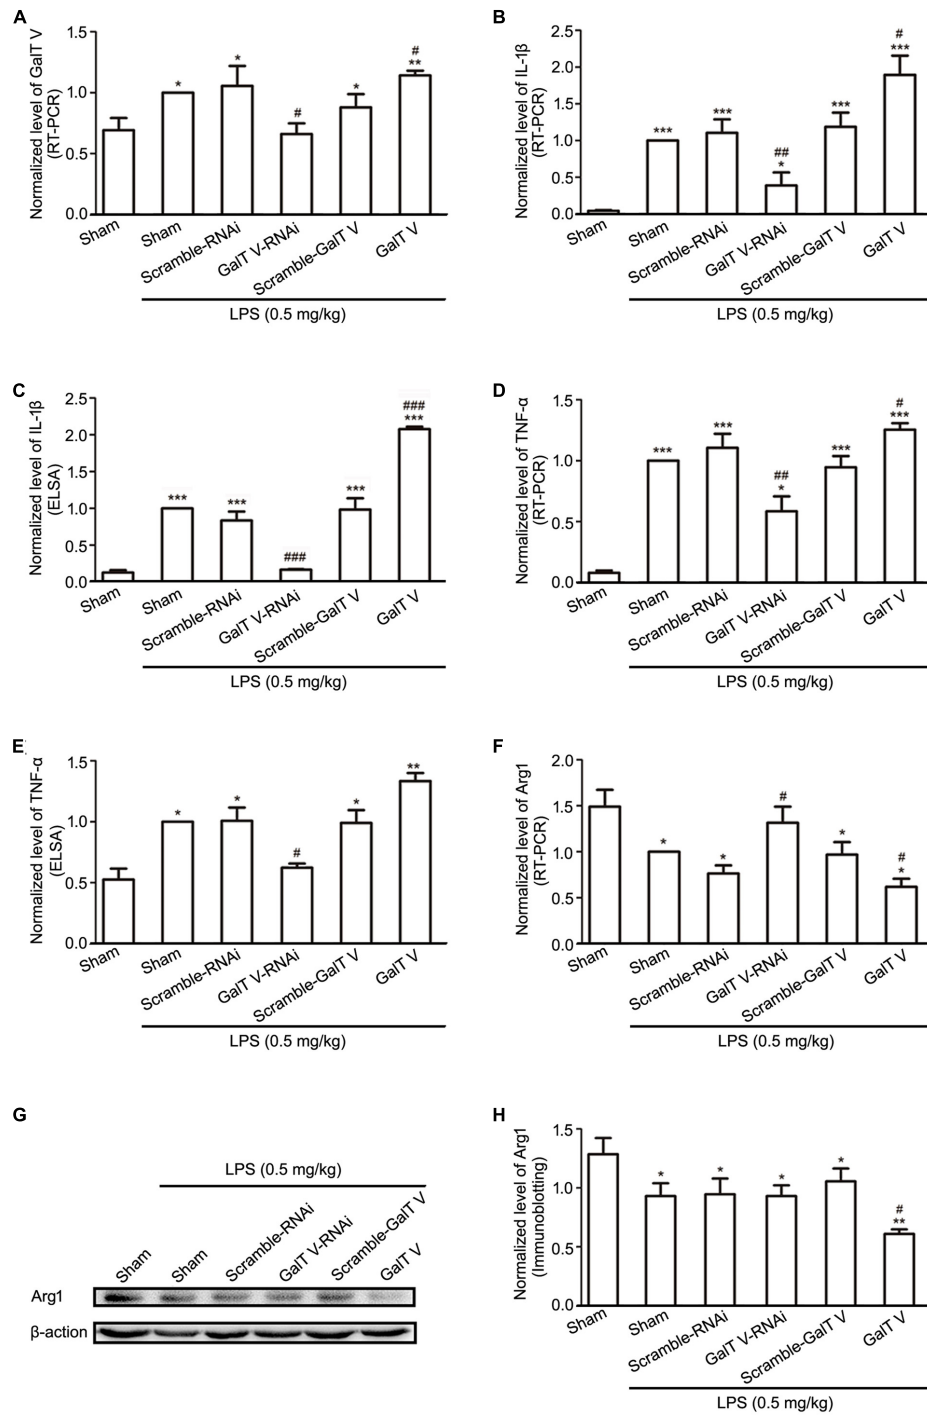 A
Normalized level of GalT V
(RT-PCR)
1.5
1.0
0.5
0.0
*
*
#
*
#
**
Sham
Sham
Scramble-RNAi
GalT V-RNAi
Scramble-GalT V
GalT V
LPS (0.5 mg/kg)
B
Normalized level of IL-1β
(RT-PCR)
2.5
2.0
1.5
1.0
0.5
0.0
***
***
##
*
***
#
***
Sham
Sham
Scramble-RNAi
GalT V-RNAi
Scramble-GalT V
GalT V
LPS (0.5 mg/kg)
C
Normalized level of IL-1β
(ELSA)
2.5
2.0
1.5
1.0
0.5
0.0
***
***
###
***
###
***
Sham
Sham
Scramble-RNAi
GalT V-RNAi
Scramble-GalT V
GalT V
LPS (0.5 mg/kg)
D
Normalized level of TNF-α
(RT-PCR)
1.5
1.0
0.5
0.0
***
***
##
*
***
#
***
Sham
Sham
Scramble-RNAi
GalT V-RNAi
Scramble-GalT V
GalT V
LPS (0.5 mg/kg)
E
Normalized level of TNF-α
(ELSA)
1.5
1.0
0.5
0.0
*
*
#
*
**
Sham
Sham
Scramble-RNAi
GalT V-RNAi
Scramble-GalT V
GalT V
LPS (0.5 mg/kg)
F
Normalized level of Arg1
(RT-PCR)
2.0
1.5
1.0
0.5
0.0
*
*
#
*
#
*
Sham
Sham
Scramble-RNAi
GalT V-RNAi
Scramble-GalT V
GalT V
LPS (0.5 mg/kg)
G
LPS (0.5 mg/kg)
Sham
Sham
Scramble-RNAi
GalT V-RNAi
Scramble-GalT V
GalT V
Arg1
β-action
H
Normalized level of Arg1
(Immunoblotting)
1.5
1.0
0.5
0.0
*
*
*
*
#
**
Sham
Sham
Scramble-RNAi
GalT V-RNAi
Scramble-GalT V
GalT V
LPS (0.5 mg/kg)